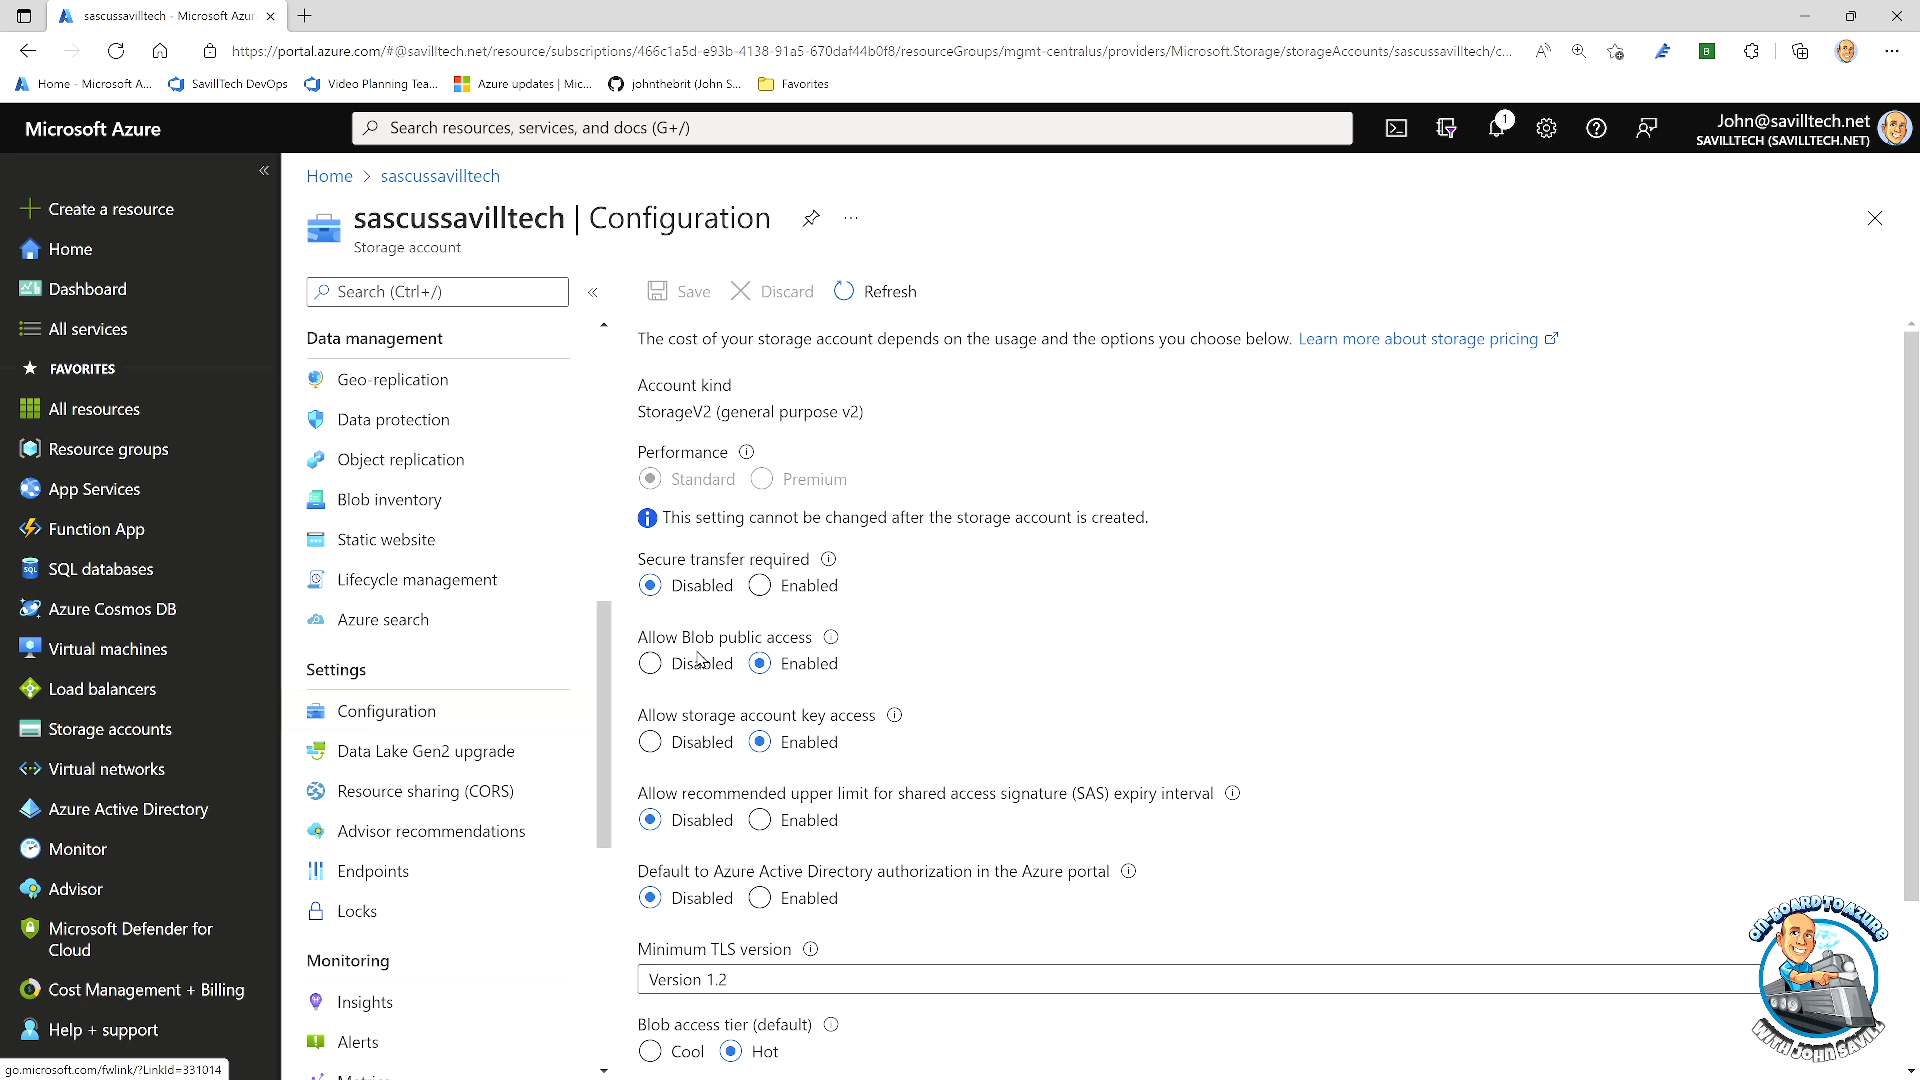 sascussavilltech - Microsoft Azur
https://portal.azure.com/#@savilltech.net/resource/subscriptions/466c1a5d-e93b-4138-91a5-670daf44b0f8/resourceGroups/mgmt-centralus/providers/Microsoft.Storage/storageAccounts/sascussavilltech/c...
Home - Microsoft A...
SavillTech DevOps
Video Planning Tea...
Azure updates | Mic...
johnthebrit (John S...
Favorites
Microsoft Azure
Search resources, services, and docs (G+/)
1
John@savilltech.net
SAVILLTECH (SAVILLTECH.NET)
Create a resource
Home
Dashboard
All services
FAVORITES
All resources
Resource groups
App Services
Function App
SQL databases
Azure Cosmos DB
Virtual machines
Load balancers
Storage accounts
Virtual networks
Azure Active Directory
Monitor
Advisor
Microsoft Defender for
Cloud
Cost Management + Billing
Help + support
go.microsoft.com/fwlink/?LinkId=331014
Home > sascussavilltech
sascussavilltech | Configuration
Storage account
Search (Ctrl+/)
Data management
Geo-replication
Data protection
Object replication
Blob inventory
Static website
Lifecycle management
Azure search
Settings
Configuration
Data Lake Gen2 upgrade
Resource sharing (CORS)
Advisor recommendations
Endpoints
Locks
Monitoring
Insights
Alerts
Save
Discard
Refresh
The cost of your storage account depends on the usage and the options you choose below. Learn more about storage pricing
Account kind
StorageV2 (general purpose v2)
Performance
Standard Premium
This setting cannot be changed after the storage account is created.
Secure transfer required
Disabled Enabled
Allow Blob public access
Disabled Enabled
Allow storage account key access
Disabled Enabled
Allow recommended upper limit for shared access signature (SAS) expiry interval
Disabled Enabled
Default to Azure Active Directory authorization in the Azure portal
Disabled Enabled
Minimum TLS version
Version 1.2
Blob access tier (default)
Cool Hot
ON-BOARD TO AZURE
WITH JOHN SAVILL